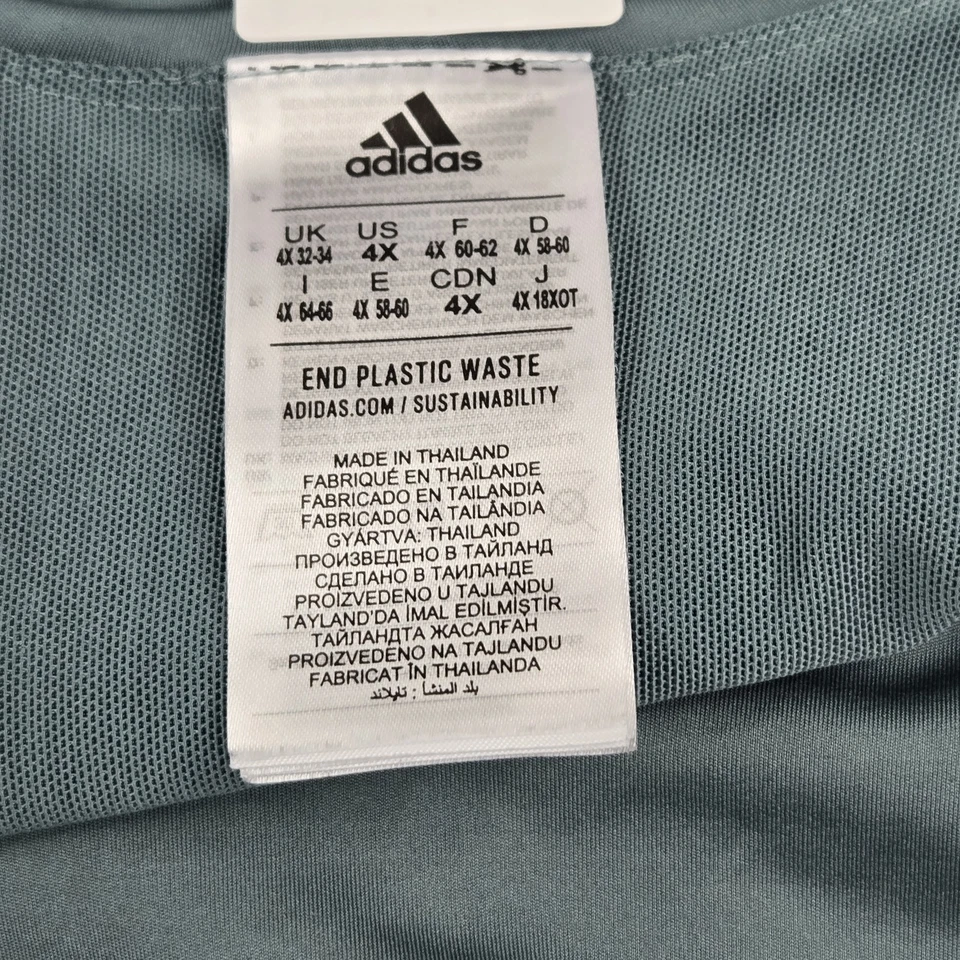 adidas
UK US F D
4X 32-34 4X 4X 60-62 4X 58-60
I E CDN J
4X 64-66 4X 58-60 4X 4X 18XOT
END PLASTIC WASTE
ADIDAS.COM / SUSTAINABILITY
MADE IN THAILAND
FABRIQUÉ EN THAÏLANDE
FABRICADO EN TAILANDIA
FABRICADO NA TAILÂNDIA
GYÁRTVA: THAILAND
ПРОИЗВЕДЕНО В ТАЙЛАНД
СДЕЛАНО В ТАИЛАНДЕ
PROIZVEDENO U TAJLANDU
TAYLAND'DA İMAL EDİLMİŞTİR.
ТАЙЛАНДТА ЖАСАЛҒАН
PROIZVEDENO NA TAJLANDU
FABRICAT ÎN THAILANDA
بلد المنشأ : تايلاند